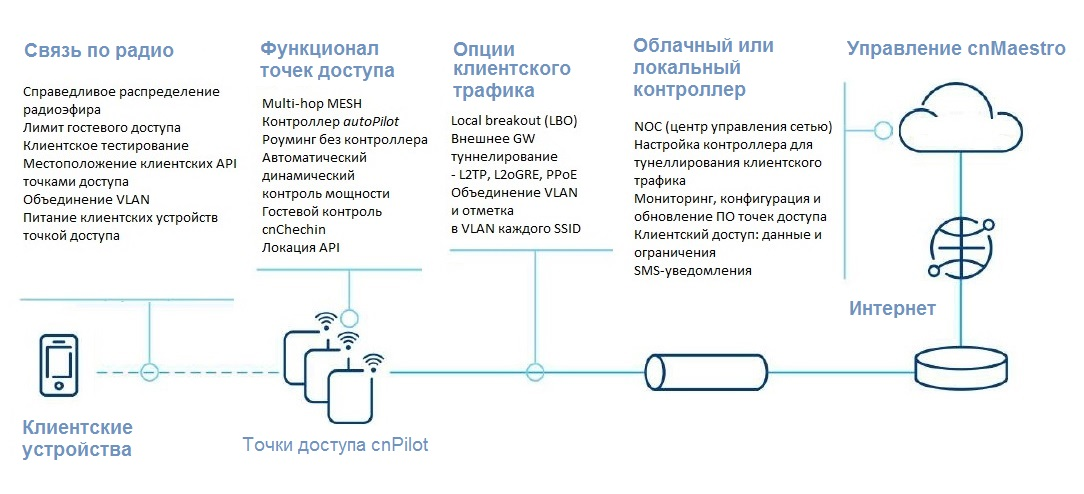 Связь по радио
Справедливое распределение
радиоэфира
Лимит гостевого доступа
Клиентское тестирование
Местоположение клиентских API
точками доступа
Объединение VLAN
Питание клиентских устройств
точкой доступа
Функционал
точек доступа
Multi-hop MESH
Контроллер autoPilot
Роуминг без контроллера
Автоматический
динамический
контроль мощности
Гостевой контроль
cnChechin
Локация API
Опции
клиентского
трафика
Local breakout (LBO)
Внешнее GW
туннелирование
- L2TP, L2oGRE, PPoE
Объединение VLAN
и отметка
в VLAN каждого SSID
Облачный или
локальный
контроллер
NOC (центр управления сетью)
Настройка контроллера для
тунеллирования клиентского
трафика
Мониторинг, конфигурация и
обновление ПО точек доступа
Клиентский доступ: данные и
ограничения
SMS-уведомления
Управление cnMaestro
Интернет
Клиентские
устройства
Точки доступа cnPilot